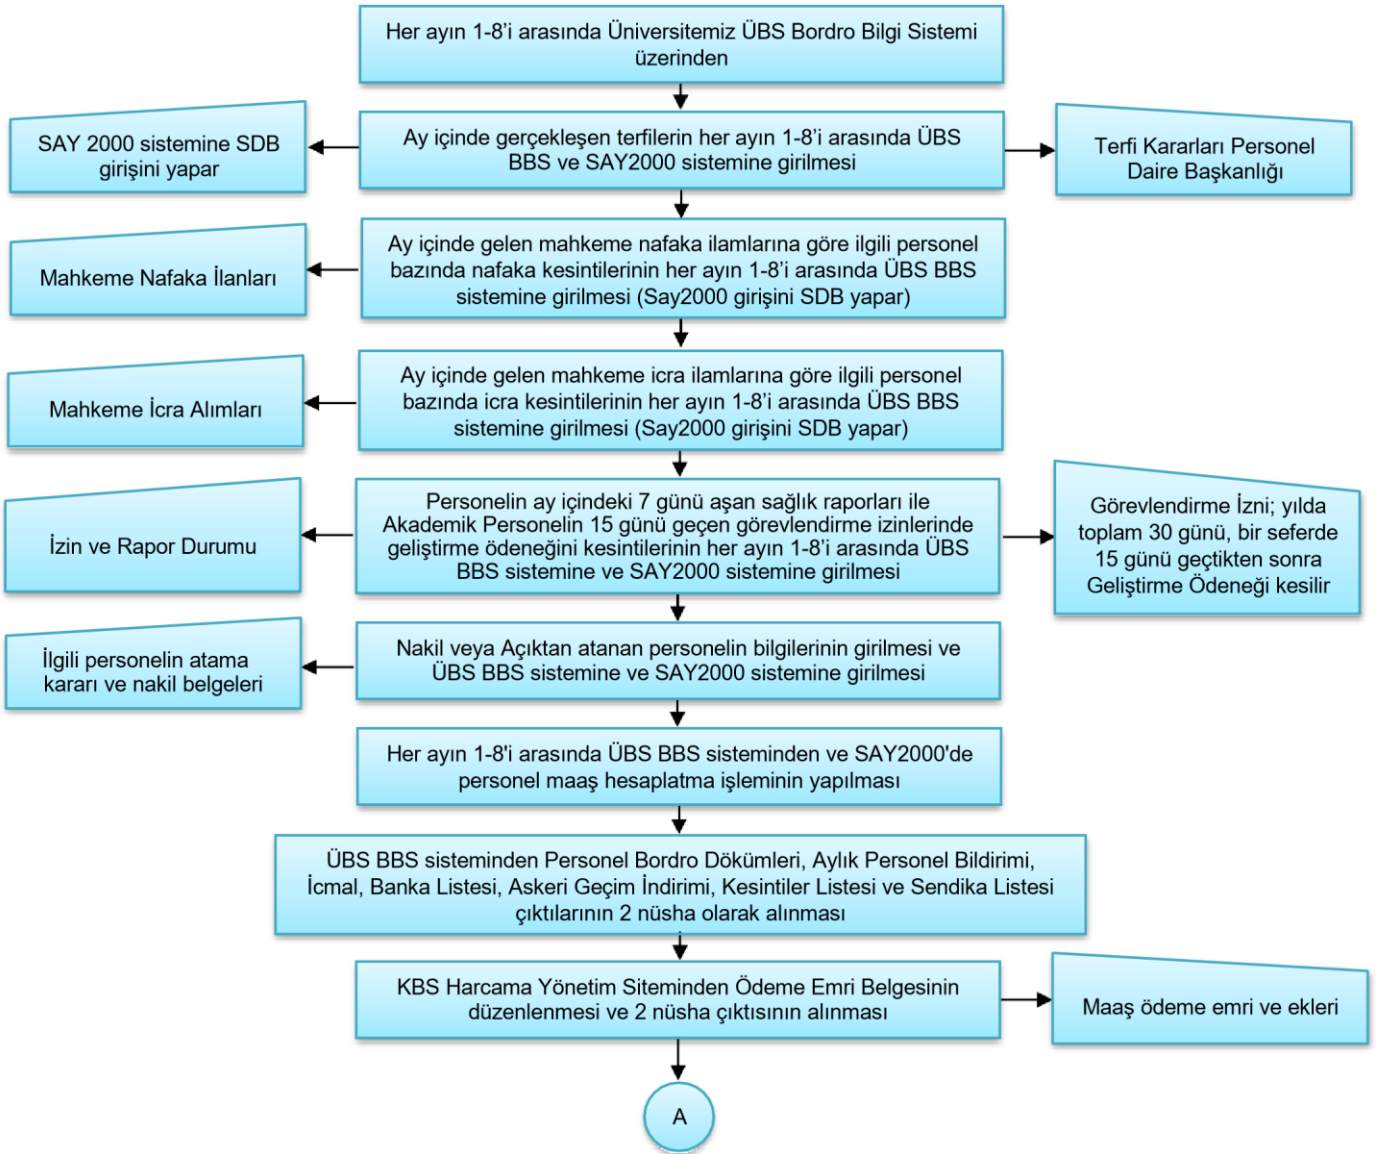 Her ayın 1-8’i arasında Üniversitemiz ÜBS Bordro Bilgi Sistemi
üzerinden
SAY 2000 sistemine SDB
girişini yapar
Ay içinde gerçekleşen terfilerin her ayın 1-8’i arasında ÜBS
BBS ve SAY2000 sistemine girilmesi
Terfi Kararları Personel
Daire Başkanlığı
Mahkeme Nafaka İlanları
Ay içinde gelen mahkeme nafaka ilamlarına göre ilgili personel
bazında nafaka kesintilerinin her ayın 1-8’i arasında ÜBS BBS
sistemine girilmesi (Say2000 girişini SDB yapar)
Mahkeme İcra Alımları
Ay içinde gelen mahkeme icra ilamlarına göre ilgili personel
bazında icra kesintilerinin her ayın 1-8’i arasında ÜBS BBS
sistemine girilmesi (Say2000 girişini SDB yapar)
İzin ve Rapor Durumu
Personelin ay içindeki 7 günü aşan sağlık raporları ile
Akademik Personelin 15 günü geçen görevlendirme izinlerinde
geliştirme ödeneğini kesintilerinin her ayın 1-8’i arasında ÜBS
BBS sistemine ve SAY2000 sistemine girilmesi
Görevlendirme İzni; yılda
toplam 30 günü, bir seferde
15 günü geçtikten sonra
Geliştirme Ödeneği kesilir
İlgili personelin atama
kararı ve nakil belgeleri
Nakil veya Açıktan atanan personelin bilgilerinin girilmesi ve
ÜBS BBS sistemine ve SAY2000 sistemine girilmesi
Her ayın 1-8'i arasında ÜBS BBS sisteminden ve SAY2000'de
personel maaş hesaplatma işleminin yapılması
ÜBS BBS sisteminden Personel Bordro Dökümleri, Aylık Personel Bildirimi,
İcmal, Banka Listesi, Askeri Geçim İndirimi, Kesintiler Listesi ve Sendika Listesi
çıktılarının 2 nüsha olarak alınması
KBS Harcama Yönetim Siteminden Ödeme Emri Belgesinin
düzenlenmesi ve 2 nüsha çıktısının alınması
Maaş ödeme emri ve ekleri
A